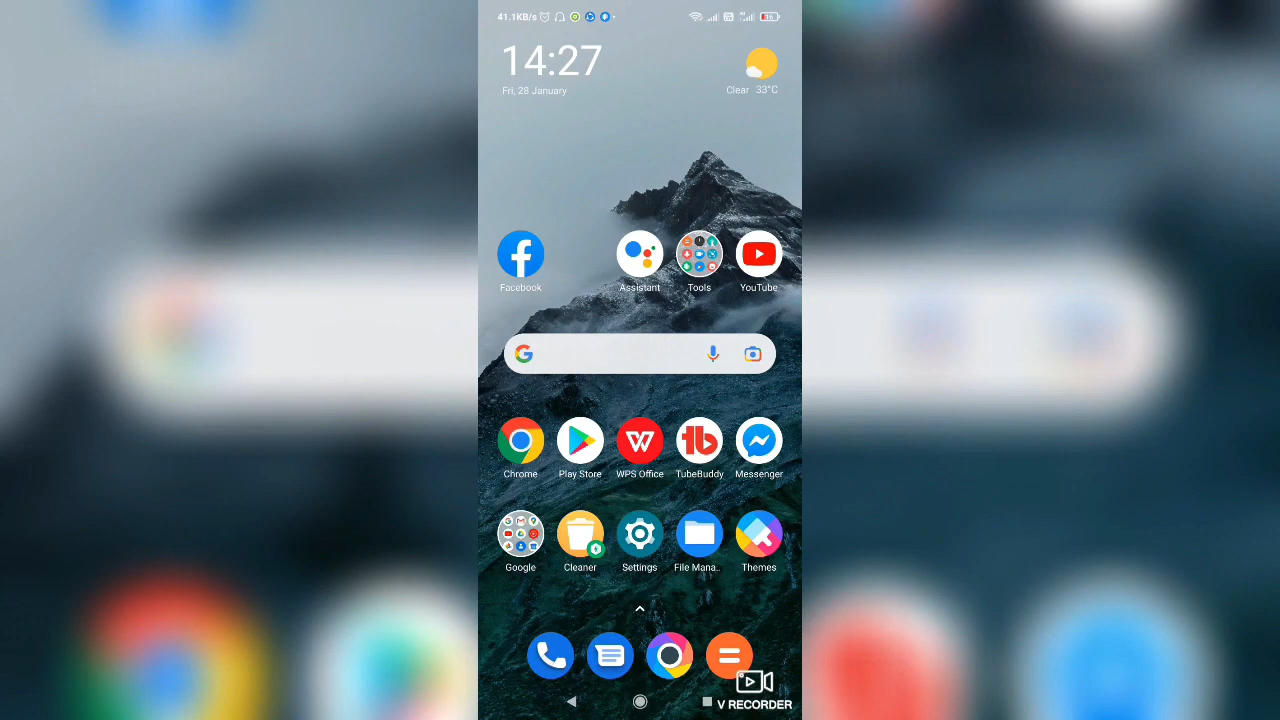 41.1KB/s
14:27
Fri, 28 January
Clear 33°C
Facebook
Assistant
Tools
YouTube
Chrome
Play Store
WPS Office
TubeBuddy
Messenger
Google
Cleaner
Settings
File Mana..
Themes
V RECORDER